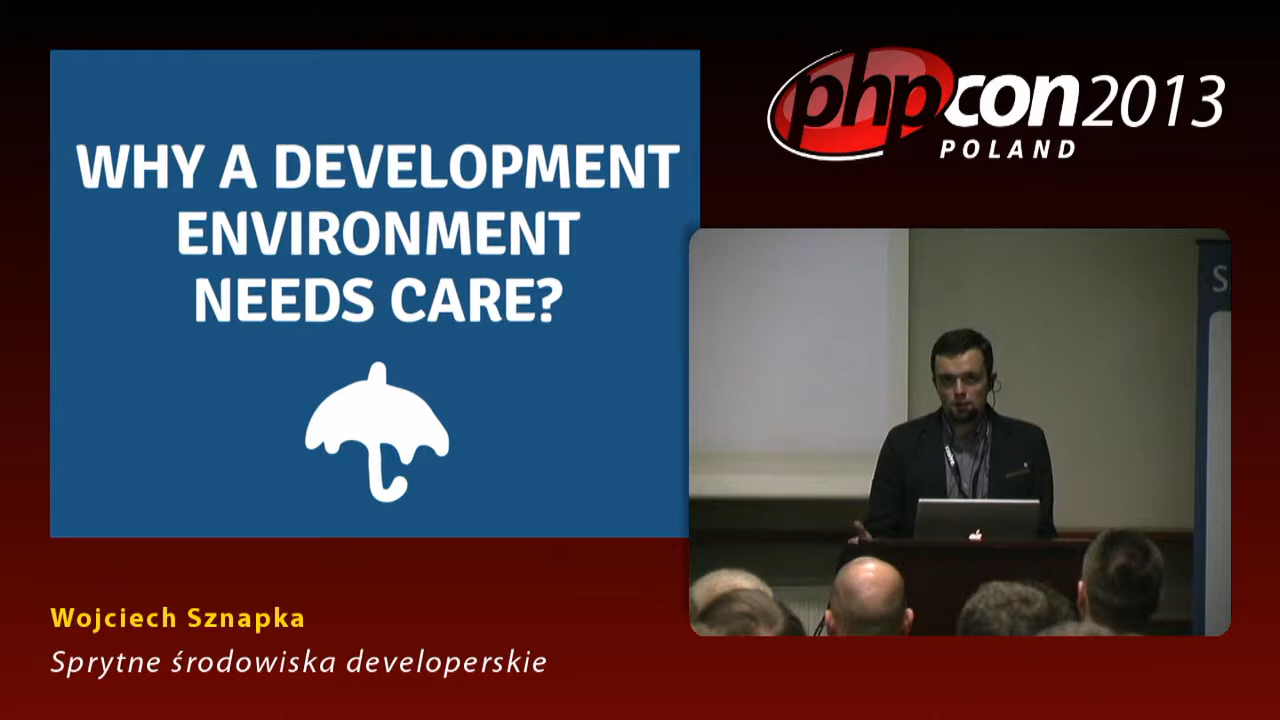 WHY A DEVELOPMENT
ENVIRONMENT
NEEDS CARE?
phpcon2013
POLAND
S
Wojciech Sznapka
Sprytne środowiska developerskie